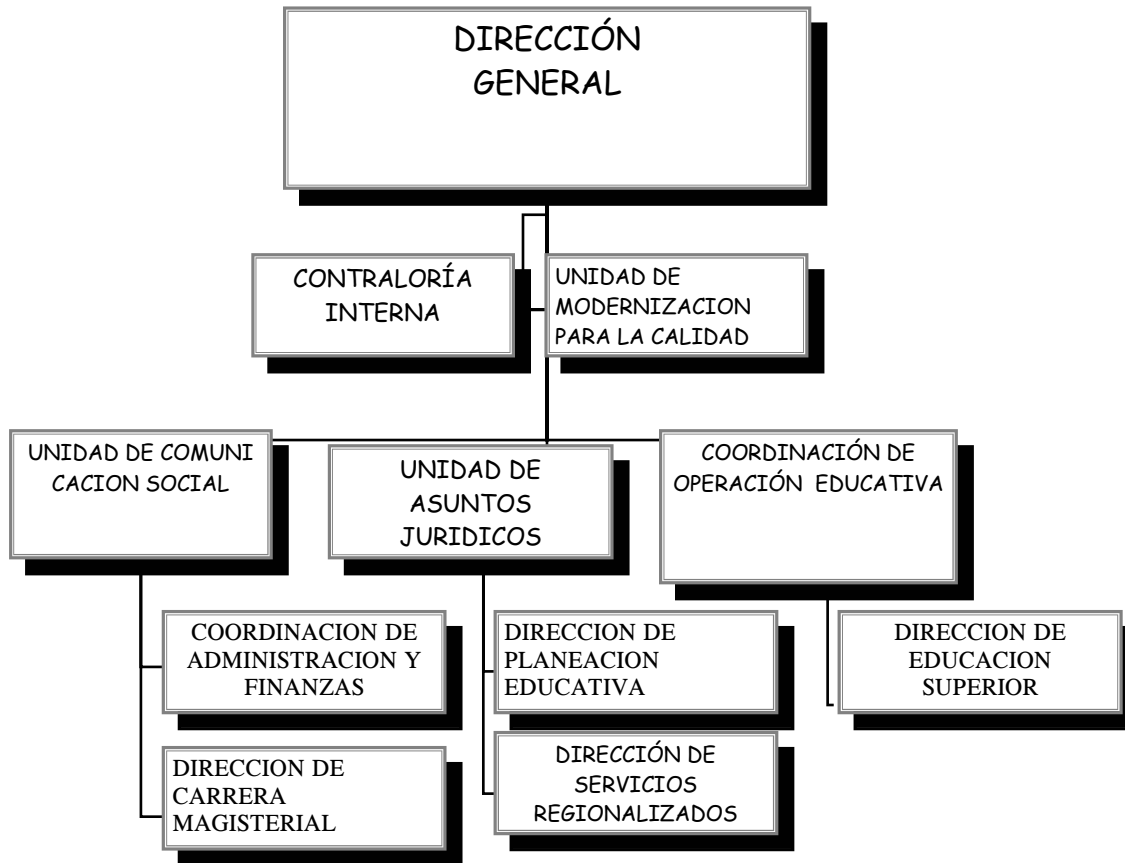 DIRECCIÓN
GENERAL
CONTRALORÍA
INTERNA
UNIDAD DE
MODERNIZACION
PARA LA CALIDAD
UNIDAD DE COMUNI
CACION SOCIAL
UNIDAD DE
ASUNTOS
JURIDICOS
COORDINACIÓN DE
OPERACIÓN EDUCATIVA
COORDINACION DE
ADMINISTRACION Y
FINANZAS
DIRECCION DE
PLANEACION
EDUCATIVA
DIRECCION DE
EDUCACION
SUPERIOR
DIRECCION DE
CARRERA
MAGISTERIAL
DIRECCIÓN DE
SERVICIOS
REGIONALIZADOS